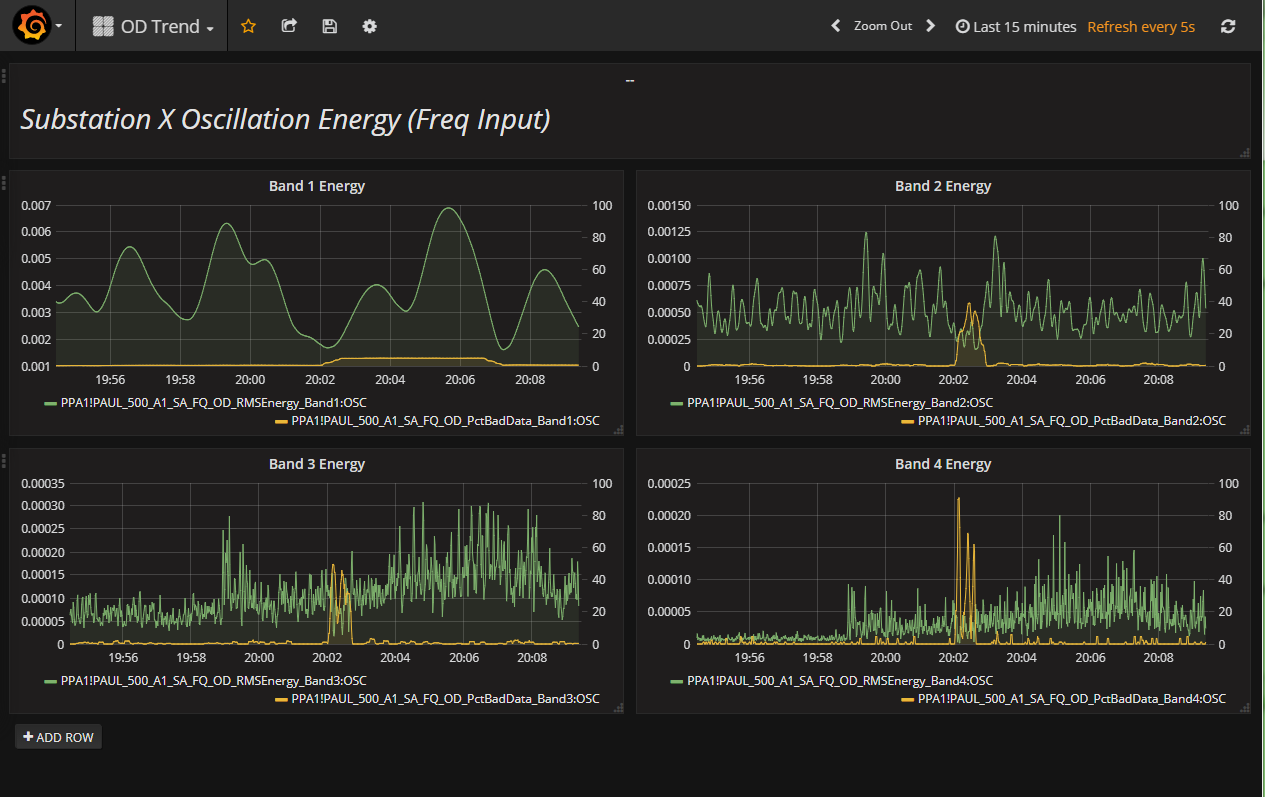 OD Trend
Zoom Out
Last 15 minutes Refresh every 5s
--
Substation X Oscillation Energy (Freq Input)
Band 1 Energy
0.007
0.006
0.005
0.004
0.003
0.002
0.001
100
80
60
40
20
0
19:56 19:58 20:00 20:02 20:04 20:06 20:08
PPA1!PAUL_500_A1_SA_FQ_OD_RMSEnergy_Band1:OSC
PPA1!PAUL_500_A1_SA_FQ_OD_PctBadData_Band1:OSC
Band 2 Energy
0.00150
0.00125
0.00100
0.00075
0.00050
0.00025
0
100
80
60
40
20
0
19:56 19:58 20:00 20:02 20:04 20:06 20:08
PPA1!PAUL_500_A1_SA_FQ_OD_RMSEnergy_Band2:OSC
PPA1!PAUL_500_A1_SA_FQ_OD_PctBadData_Band2:OSC
Band 3 Energy
0.00035
0.00030
0.00025
0.00020
0.00015
0.00010
0.00005
0
100
80
60
40
20
0
19:56 19:58 20:00 20:02 20:04 20:06 20:08
PPA1!PAUL_500_A1_SA_FQ_OD_RMSEnergy_Band3:OSC
PPA1!PAUL_500_A1_SA_FQ_OD_PctBadData_Band3:OSC
Band 4 Energy
0.00025
0.00020
0.00015
0.00010
0.00005
0
100
80
60
40
20
0
19:56 19:58 20:00 20:02 20:04 20:06 20:08
PPA1!PAUL_500_A1_SA_FQ_OD_RMSEnergy_Band4:OSC
PPA1!PAUL_500_A1_SA_FQ_OD_PctBadData_Band4:OSC
+ ADD ROW